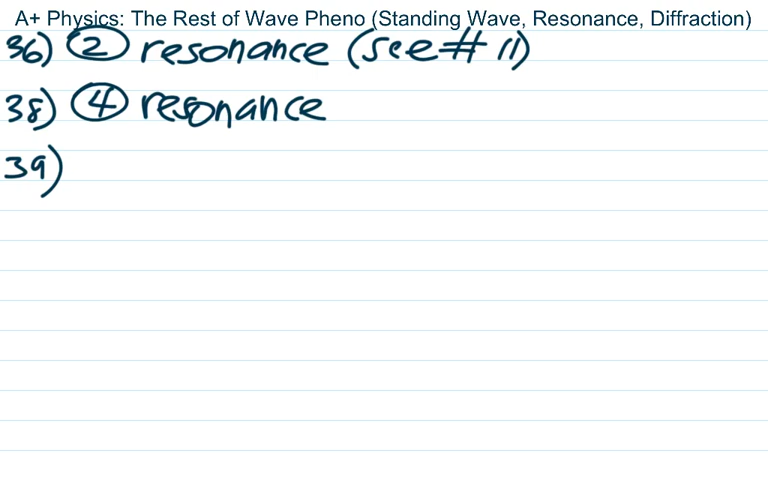 A+ Physics: The Rest of Wave Pheno (Standing Wave, Resonance, Diffraction)
36) ② resonance (see # 11)
38) ④ resonance
39)